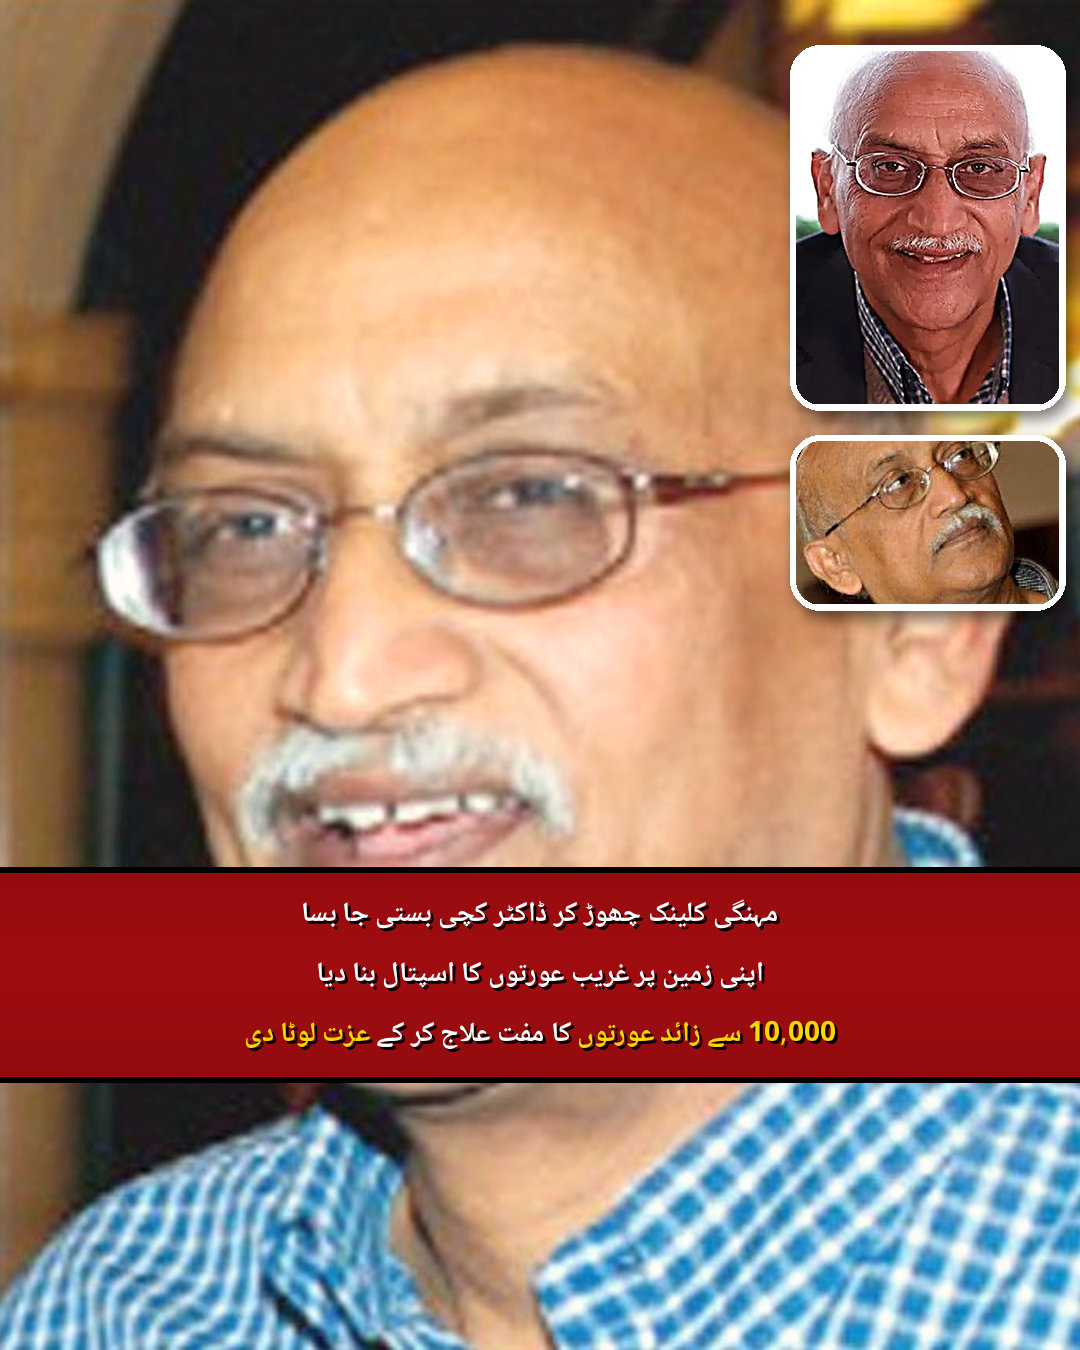 مہنگی کلینک چھوڑ کر ڈاکٹر کچی بستی جا بسا
اپنی زمین پر غریب عورتوں کا اسپتال بنا دیا
10,000 سے زائد عورتوں کا مفت علاج کر کے عزت لوٹا دی